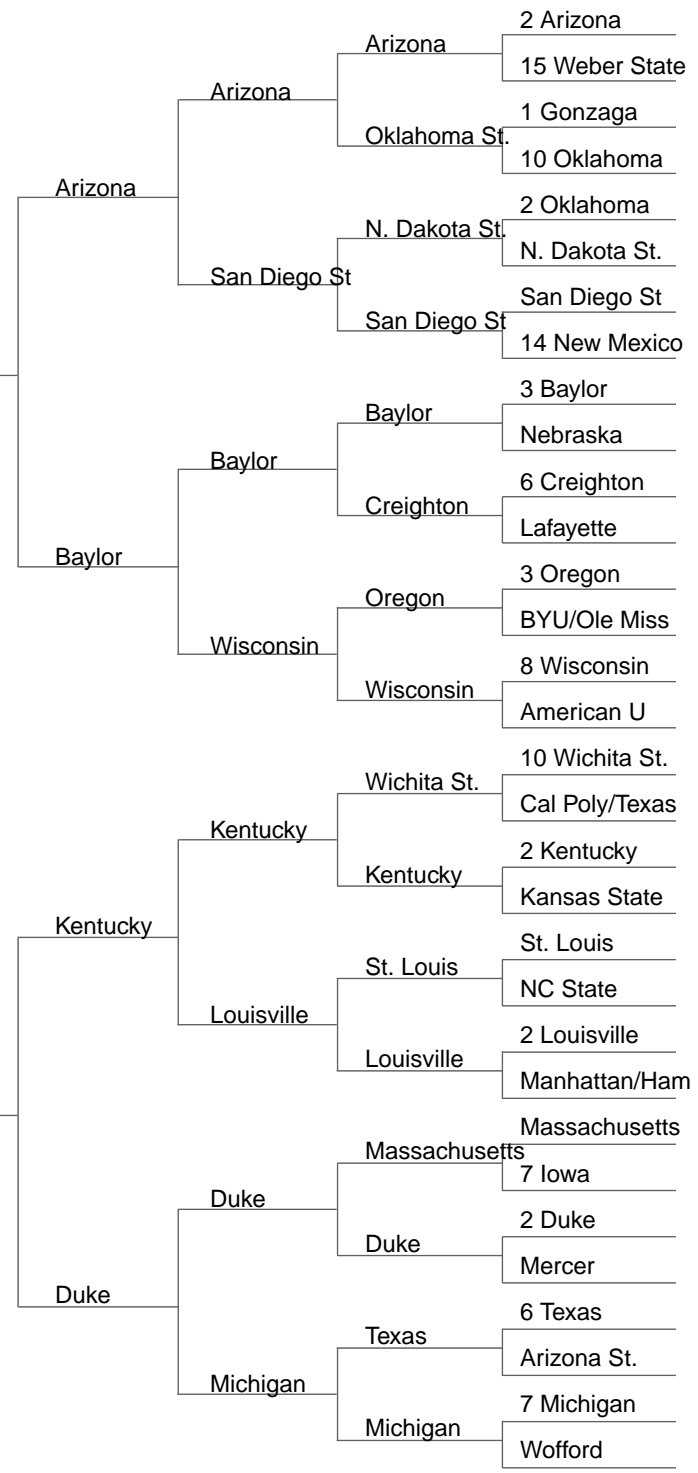 2 Arizona
Arizona
15 Weber State
Arizona
1 Gonzaga
Oklahoma St.
10 Oklahoma
Arizona
2 Oklahoma
N. Dakota St.
N. Dakota St.
San Diego St
San Diego St
San Diego St
14 New Mexico
3 Baylor
Baylor
Nebraska
Baylor
6 Creighton
Creighton
Lafayette
Baylor
3 Oregon
Oregon
BYU/Ole Miss
Wisconsin
8 Wisconsin
Wisconsin
American U
10 Wichita St.
Wichita St.
Cal Poly/Texas
Kentucky
2 Kentucky
Kentucky
Kansas State
Kentucky
St. Louis
St. Louis
NC State
Louisville
2 Louisville
Louisville
Manhattan/Ham
Massachusetts
Massachusetts
7 Iowa
Duke
2 Duke
Duke
Mercer
Duke
6 Texas
Texas
Arizona St.
Michigan
7 Michigan
Michigan
Wofford